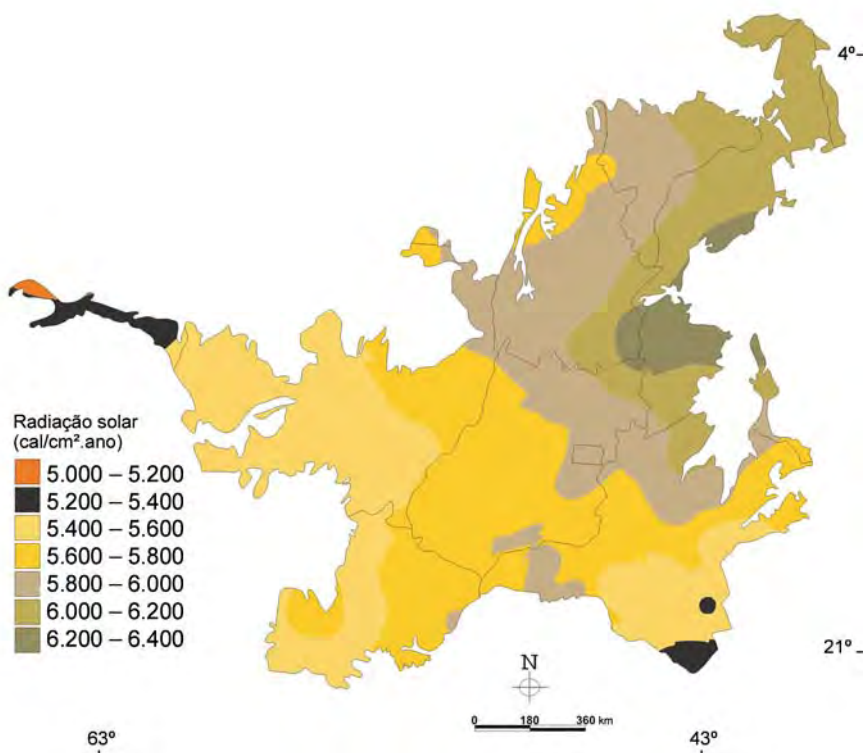 4º
Radiação solar
(cal/cm².ano)
5.000 – 5.200
5.200 – 5.400
5.400 – 5.600
5.600 – 5.800
5.800 – 6.000
6.000 – 6.200
6.200 – 6.400
21º
N
0 180 360 km
63º 43º